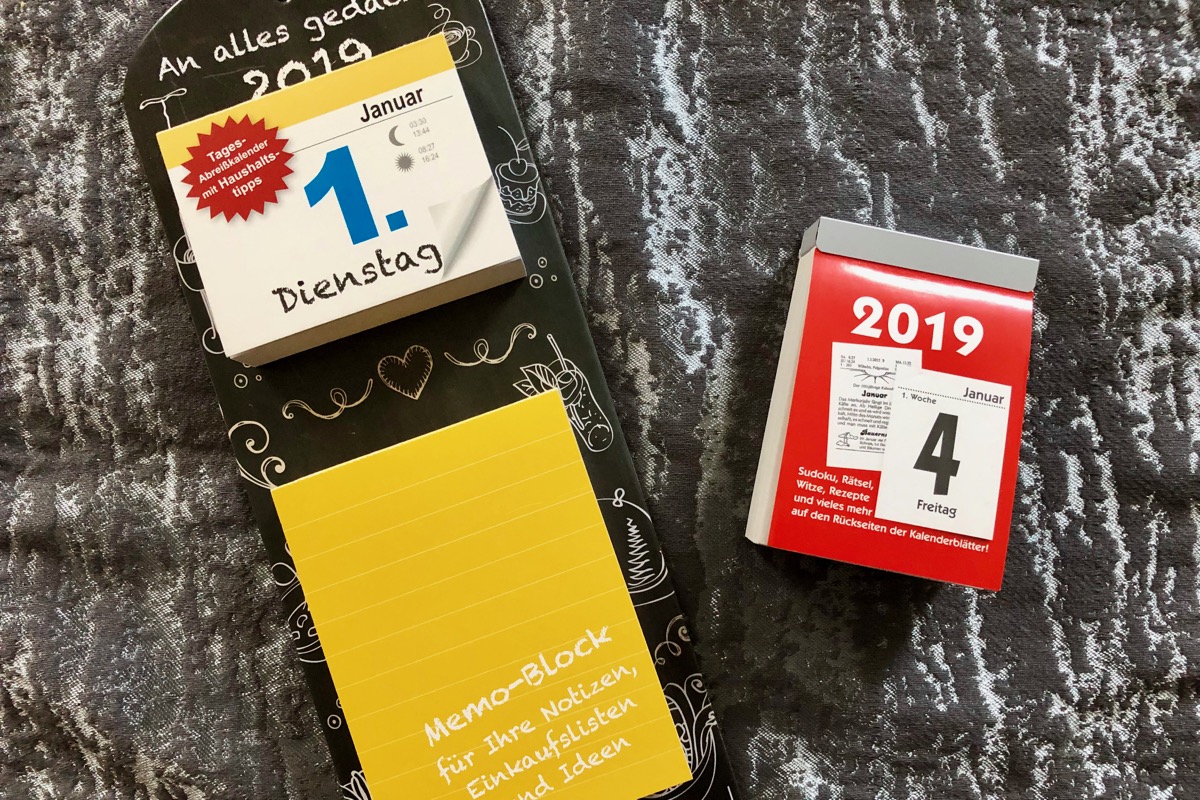 An alles
2019
Januar
03:30
13:44
08:27
16:24
Tages-
Abreißkalender
mit Haushalts-
tipps
1.
Dienstag
Memo-Block
für Ihre Notizen,
Einkaufslisten
Ideen
2019
Januar
1. Woche
Januar
4
Freitag
Sudoku, Rätsel,
Witze, Rezepte
und vieles mehr
auf den Rückseiten der Kalenderblätter!